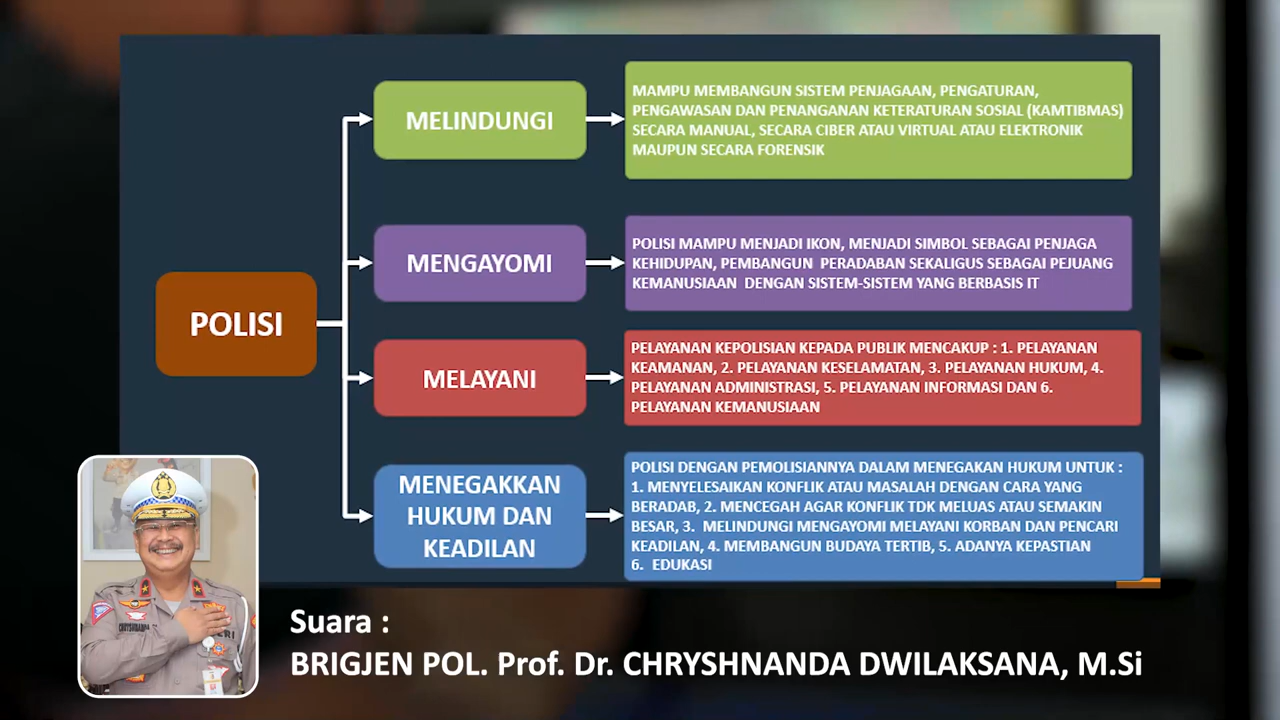 POLISI
MELINDUNGI
MAMPU MEMBANGUN SISTEM PENJAGAAN, PENGATURAN,
PENGAWASAN DAN PENANGANAN KETERATURAN SOSIAL (KAMTIBMAS)
SECARA MANUAL, SECARA CIBER ATAU VIRTUAL ATAU ELEKTRONIK
MAUPUN SECARA FORENSIK
MENGAYOMI
POLISI MAMPU MENJADI IKON, MENJADI SIMBOL SEBAGAI PENJAGA
KEHIDUPAN, PEMBANGUN PERADABAN SEKALIGUS SEBAGAI PEJUANG
KEMANUSIAAN DENGAN SISTEM-SISTEM YANG BERBASIS IT
MELAYANI
PELAYANAN KEPOLISIAN KEPADA PUBLIK MENCAKUP : 1. PELAYANAN
KEAMANAN, 2. PELAYANAN KESELAMATAN, 3. PELAYANAN HUKUM, 4.
PELAYANAN ADMINISTRASI, 5. PELAYANAN INFORMASI DAN 6.
PELAYANAN KEMANUSIAAN
MENEGAKKAN
HUKUM DAN
KEADILAN
POLISI DENGAN PEMOLISIANNYA DALAM MENEGAKAN HUKUM UNTUK :
1. MENYELESAIKAN KONFLIK ATAU MASALAH DENGAN CARA YANG
BERADAB, 2. MENCEGAH AGAR KONFLIK TDK MELUAS ATAU SEMAKIN
BESAR, 3. MELINDUNGI MENGAYOMI MELAYANI KORBAN DAN PENCARI
KEADILAN, 4. MEMBANGUN BUDAYA TERTIB, 5. ADANYA KEPASTIAN
6. EDUKASI
Suara :
BRIGJEN POL. Prof. Dr. CHRYSHNANDA DWILAKSANA, M.Si